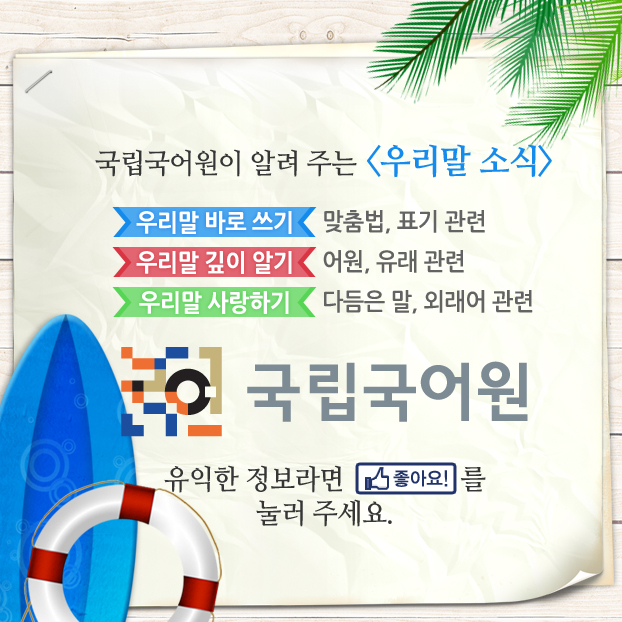 국립국어원이 알려 주는 〈우리말 소식〉
우리말 바로 쓰기 맞춤법, 표기 관련
우리말 깊이 알기 어원, 유래 관련
우리말 사랑하기 다듬은 말, 외래어 관련
국립국어원
유익한 정보라면 좋아요! 를
눌러 주세요.